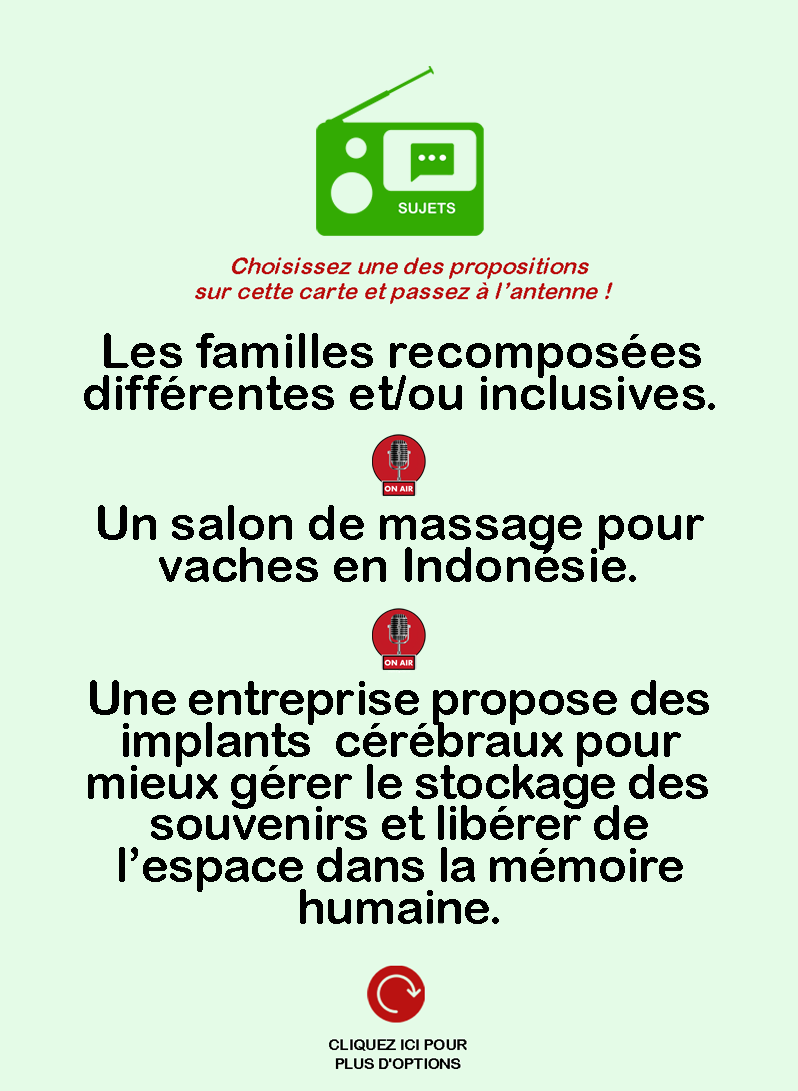 SUJETS
Choisissez une des propositions
sur cette carte et passez à l’antenne !
Les familles recomposées
différentes et/ou inclusives.
ON AIR
Un salon de massage pour
vaches en Indonésie.
ON AIR
Une entreprise propose des
implants  cérébraux pour
mieux gérer le stockage des
souvenirs et libérer de
l’espace dans la mémoire
humaine.
CLIQUEZ ICI POUR
PLUS D'OPTIONS